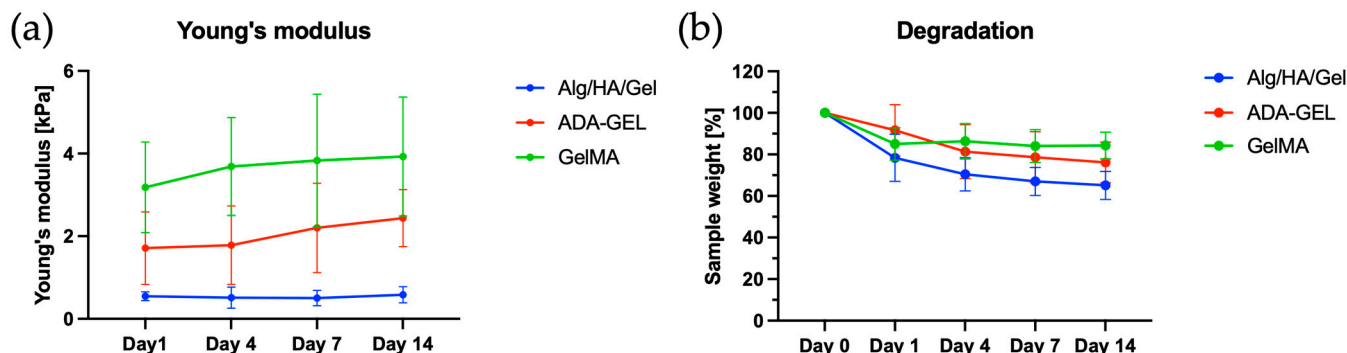 (a)
Young's modulus
Young's modulus [kPa]
6
4
2
0
Day1 Day 4 Day 7 Day 14
Alg/HA/Gel
ADA-GEL
GelMA
(b)
Degradation
Sample weight [%]
120
100
80
60
40
20
0
Day 0 Day 1 Day 4 Day 7 Day 14
Alg/HA/Gel
ADA-GEL
GelMA